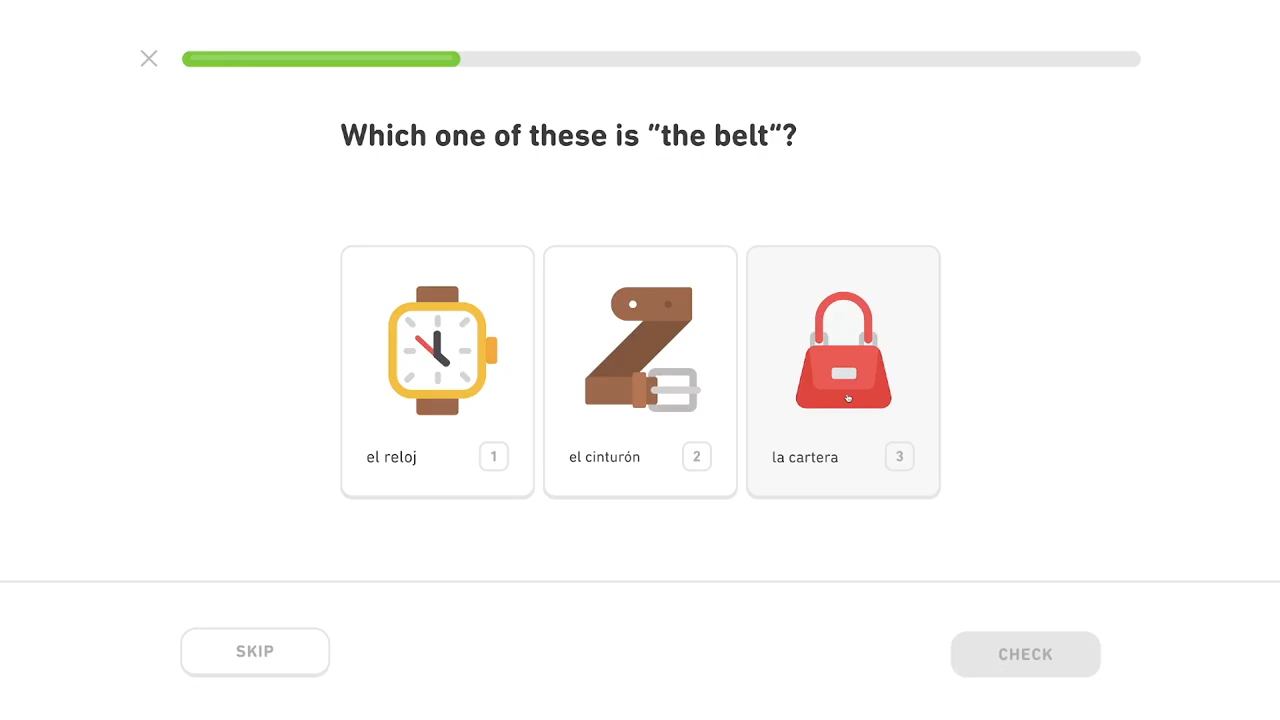 Which one of these is “the belt“?
el reloj 1
el cinturón 2
la cartera 3
SKIP
CHECK